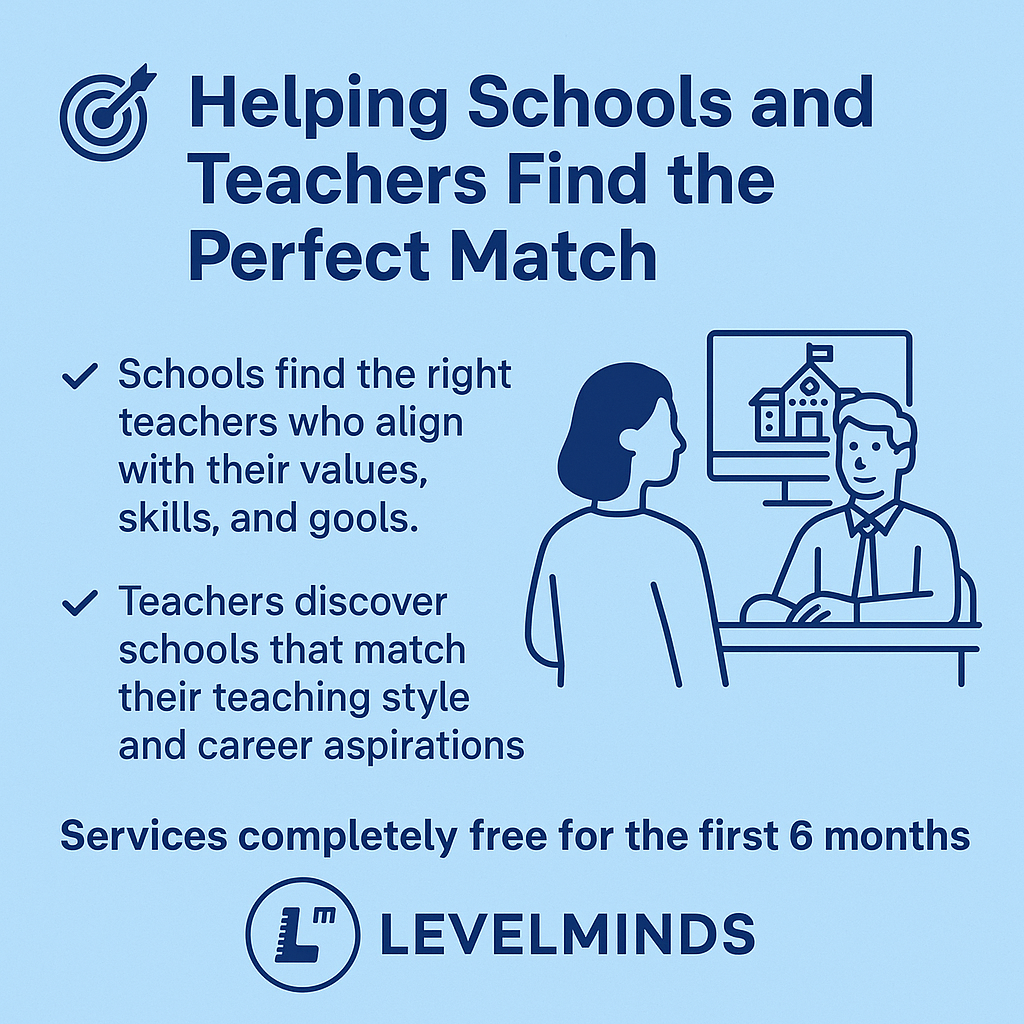 Helping Schools and
Teachers Find the
Perfect Match
Schools find the right
teachers who align
with their values,
skills, and gools.
Teachers discover
schools that match
their teaching style
and career aspirations
Services completely free for the first 6 months
L m LEVELMINDS